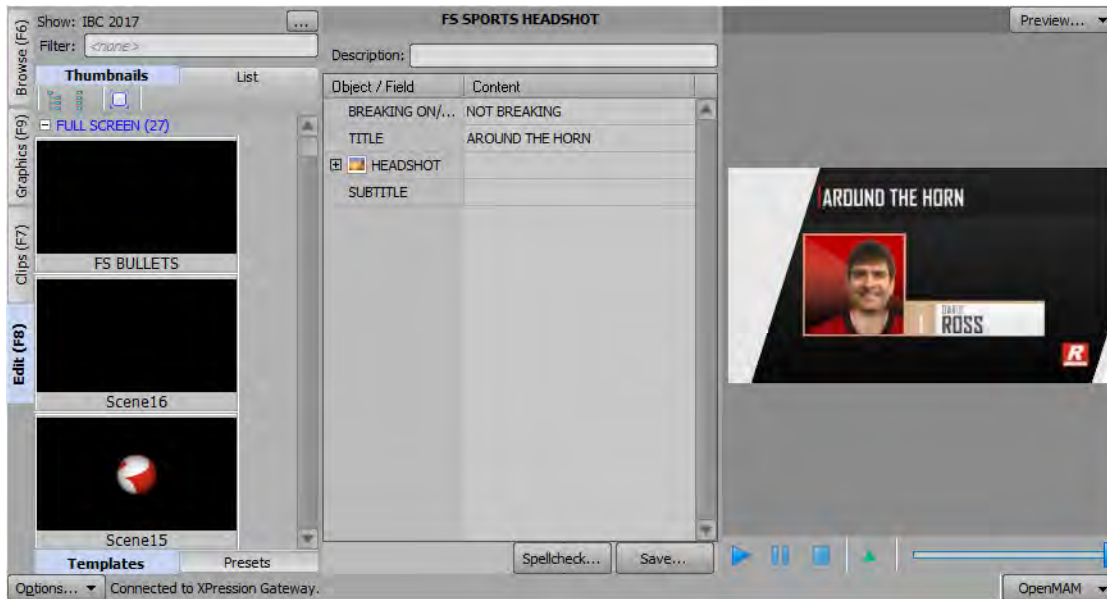 Browse (F6)
Graphics (F9)
Clips (F7)
Edit (F8)
Show: IBC 2017
...
Filter: <none>
Thumbnails List
FULL SCREEN (27)
FS BULLETS
Scene16
Scene15
Templates Presets
Options... Connected to XPression Gateway.
FS SPORTS HEADSHOT
Description:
Object / Field Content
BREAKING ON/... NOT BREAKING
TITLE AROUND THE HORN
HEADSHOT
SUBTITLE
Spellcheck... Save...
Preview...
AROUND THE HORN
1
ROSS
R
OpenMAM